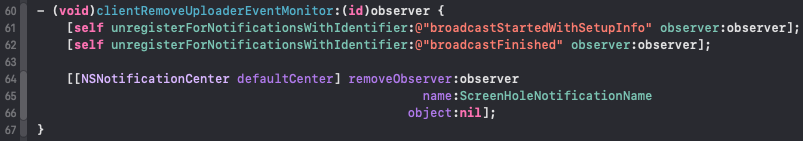 60 - (void)clientRemoveUploaderEventMonitor:(id)observer {
61     [self unregisterForNotificationsWithIdentifier:@"broadcastStartedWithSetupInfo" observer:observer];
62     [self unregisterForNotificationsWithIdentifier:@"broadcastFinished" observer:observer];
63
64     [[NSNotificationCenter defaultCenter] removeObserver:observer
65                                                     name:ScreenHoleNotificationName
66                                                   object:nil];
67 }